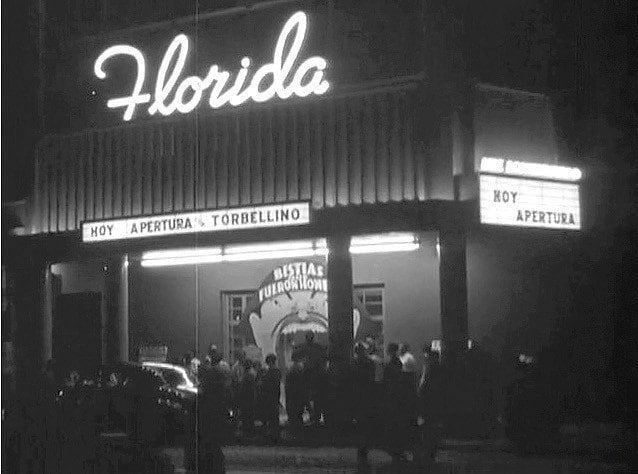 Florida
HOY APERTURA TORBELLINO
HOY
APERTURA
BESTIAS